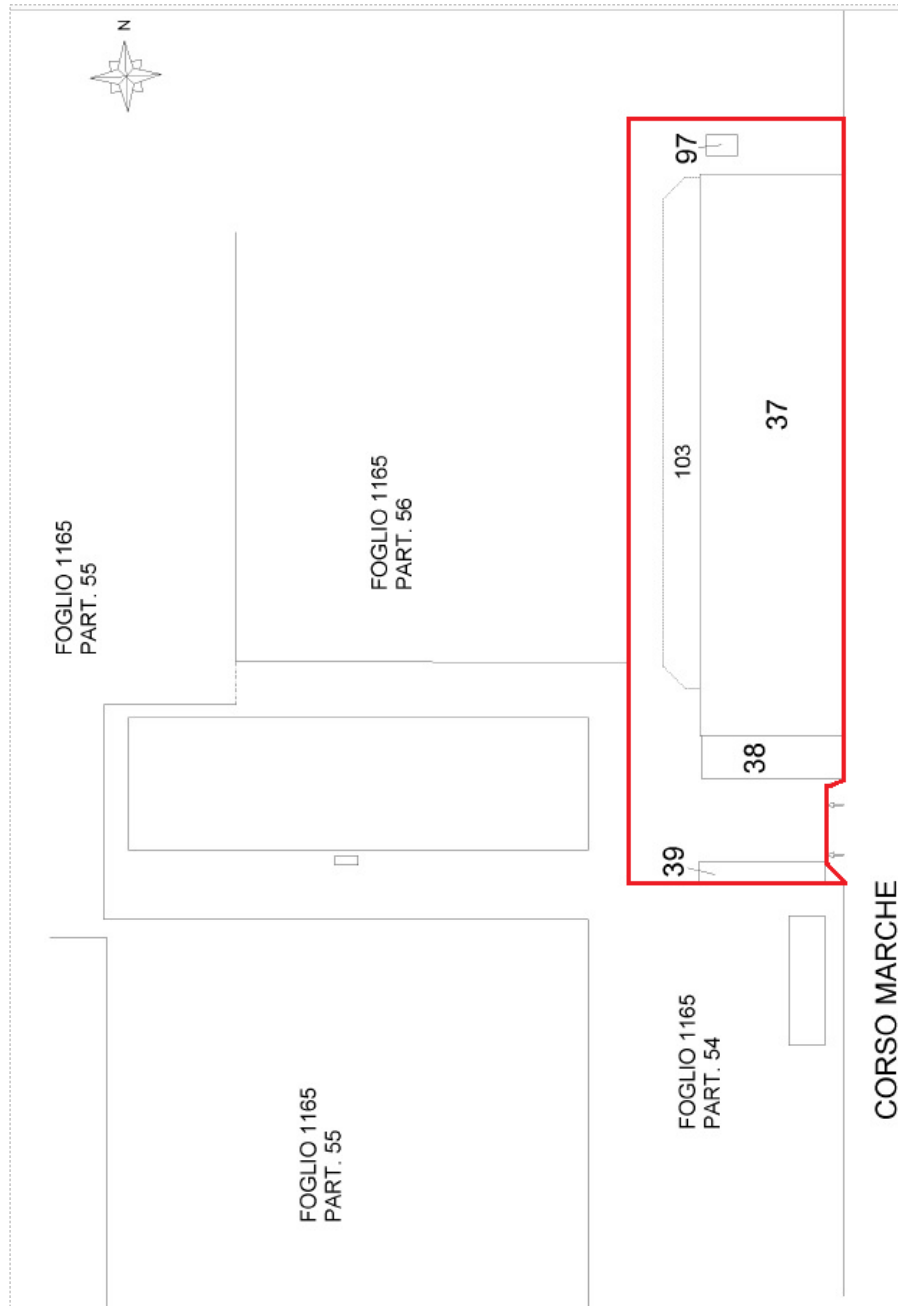 N
97
37
103
FOGLIO 1165
PART. 56
FOGLIO 1165
PART. 55
38
39
CORSO MARCHE
FOGLIO 1165
PART. 54
FOGLIO 1165
PART. 55